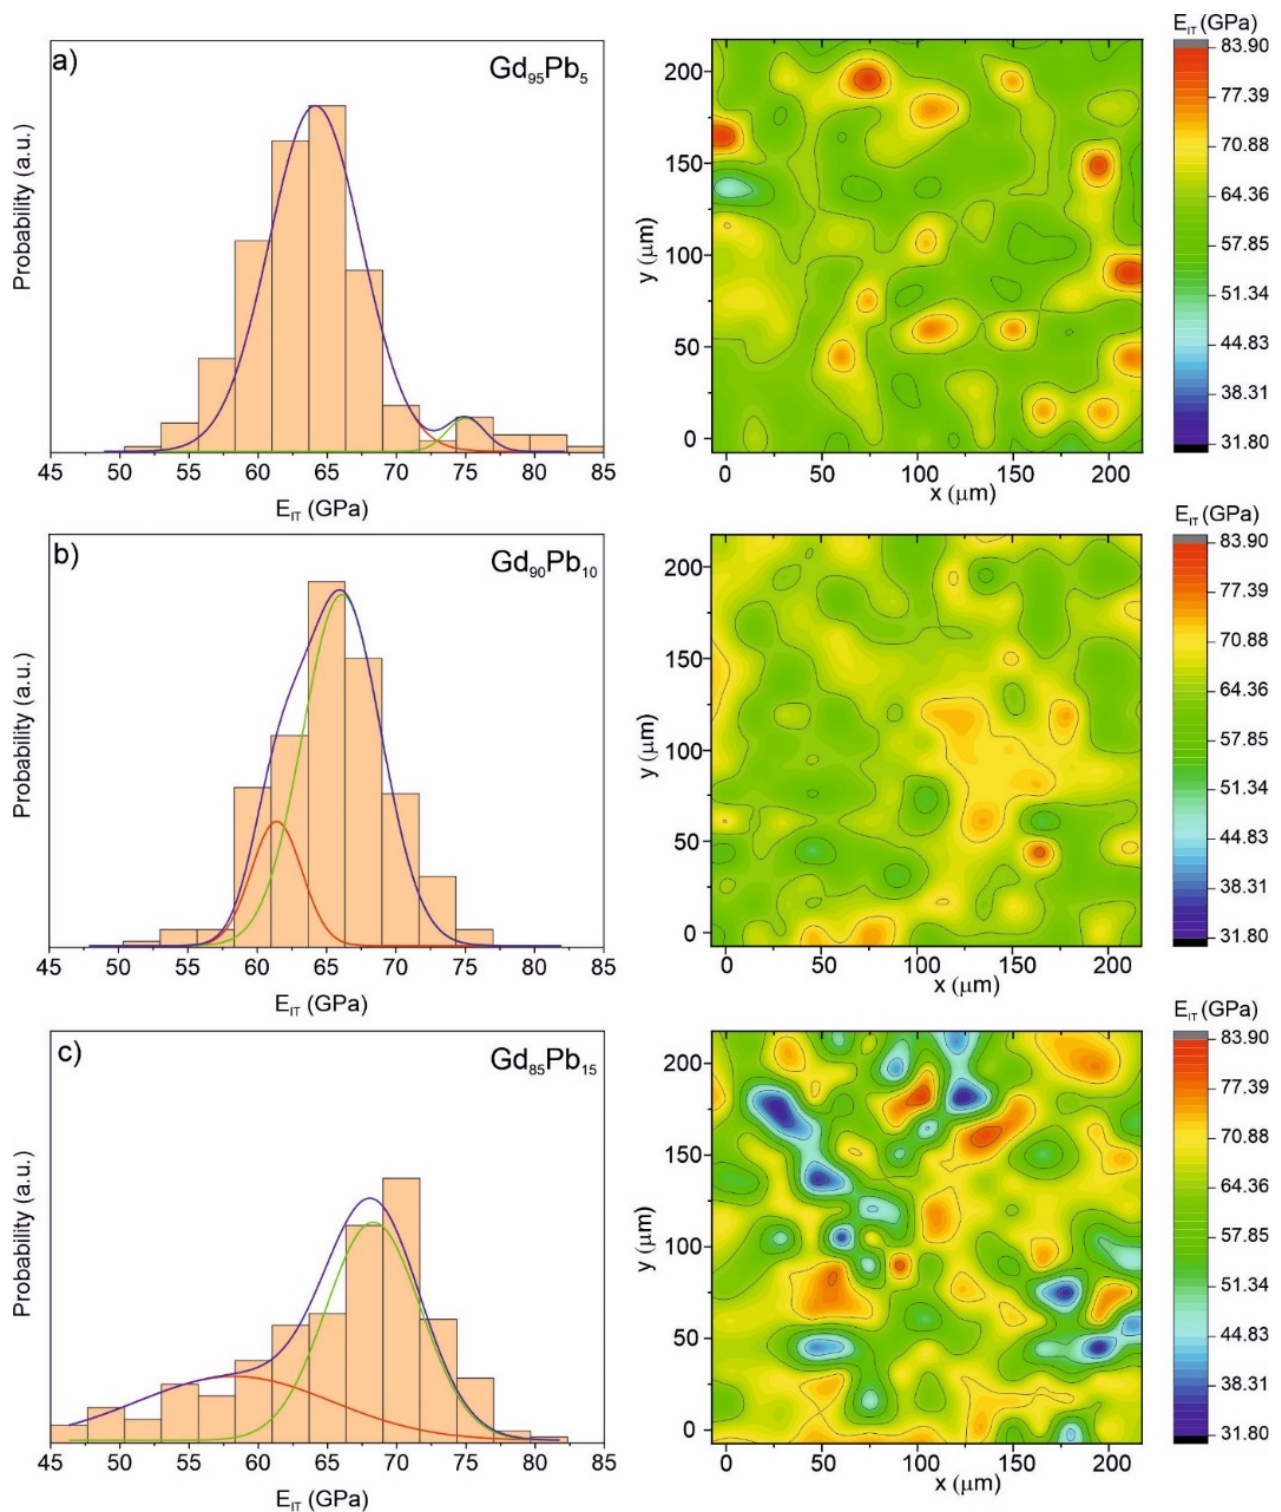 a)
Gd₉₅Pb₅
Probability (a.u.)
45 50 55 60 65 70 75 80 85
E_IT (GPa)
y (μm)
200
150
100
50
0
0 50 100 150 200
x (μm)
E_IT (GPa)
83.90
77.39
70.88
64.36
57.85
51.34
44.83
38.31
31.80
b)
Gd₉₀Pb₁₀
Probability (a.u.)
45 50 55 60 65 70 75 80 85
E_IT (GPa)
y (μm)
200
150
100
50
0
0 50 100 150 200
x (μm)
E_IT (GPa)
83.90
77.39
70.88
64.36
57.85
51.34
44.83
38.31
31.80
c)
Gd₈₅Pb₁₅
Probability (a.u.)
45 50 55 60 65 70 75 80 85
E_IT (GPa)
y (μm)
200
150
100
50
0
0 50 100 150 200
x (μm)
E_IT (GPa)
83.90
77.39
70.88
64.36
57.85
51.34
44.83
38.31
31.80